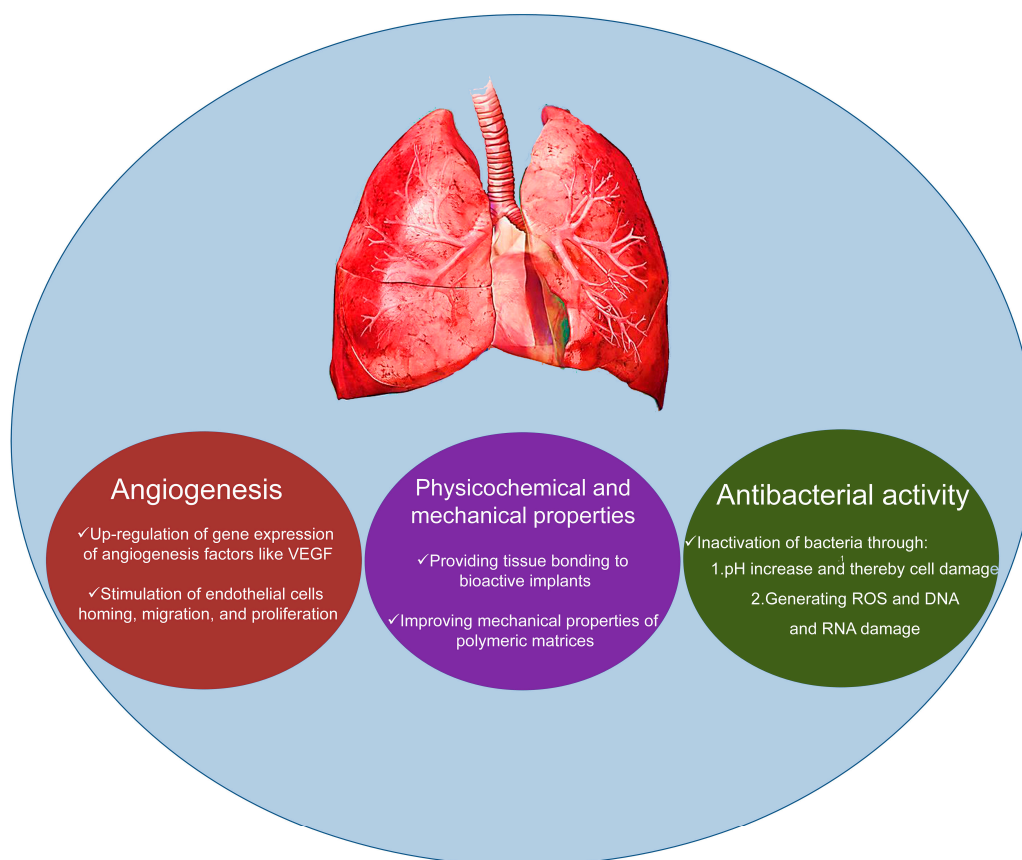 Angiogenesis
✓Up-regulation of gene expression
of angiogenesis factors like VEGF
✓Stimulation of endothelial cells
homing, migration, and proliferation
Physicochemical and
mechanical properties
✓Providing tissue bonding to
bioactive implants
✓Improving mechanical properties of
polymeric matrices
Antibacterial activity
✓Inactivation of bacteria through:
1.pH increase and thereby cell damage
2.Generating ROS and DNA
and RNA damage